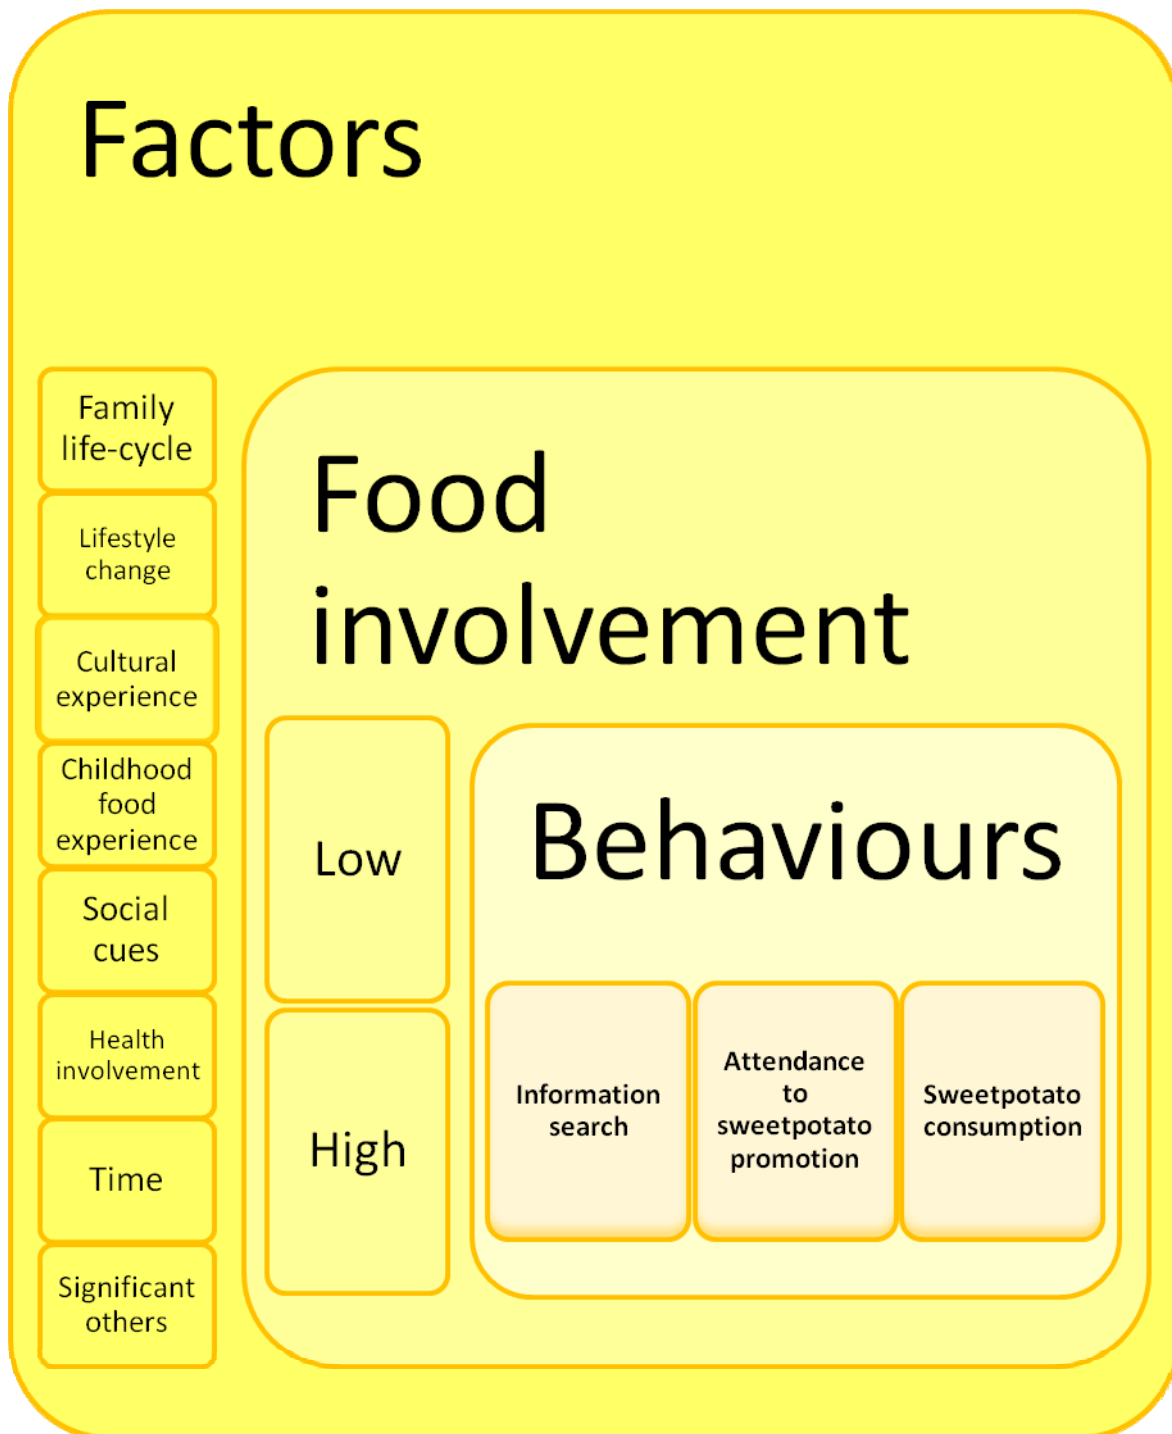 Factors
Family
life-cycle
Lifestyle
change
Cultural
experience
Childhood
food
experience
Social
cues
Health
involvement
Time
Significant
others
Food
involvement
Low
High
Behaviours
Information
search
Attendance
to
sweetpotato
promotion
Sweetpotato
consumption